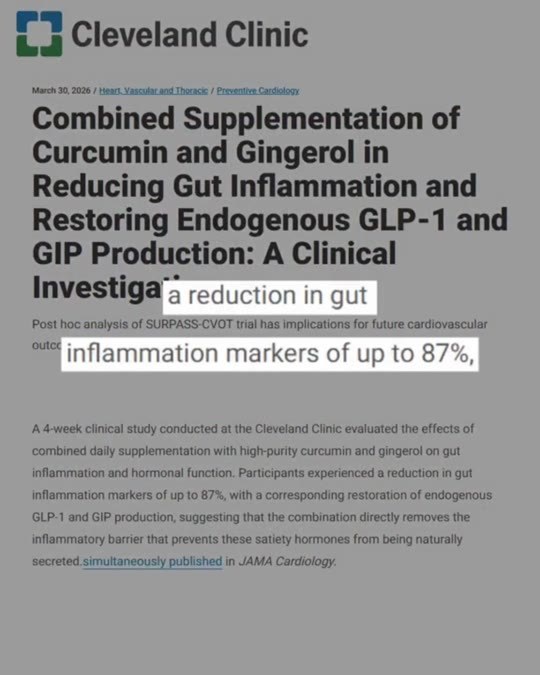 Cleveland Clinic
March 30, 2026 / Heart, Vascular and Thoracic / Preventive Cardiology
Combined Supplementation of
Curcumin and Gingerol in
Reducing Gut Inflammation and
Restoring Endogenous GLP-1 and
GIP Production: A Clinical
Investiga
a reduction in gut
Post hoc analysis of SURPASS-CVOT trial has implications for future cardiovascular
outc
inflammation markers of up to 87%,
A 4-week clinical study conducted at the Cleveland Clinic evaluated the effects of
combined daily supplementation with high-purity curcumin and gingerol on gut
inflammation and hormonal function. Participants experienced a reduction in gut
inflammation markers of up to 87%, with a corresponding restoration of endogenous
GLP-1 and GIP production, suggesting that the combination directly removes the
inflammatory barrier that prevents these satiety hormones from being naturally
secreted.simultaneously published in JAMA Cardiology.